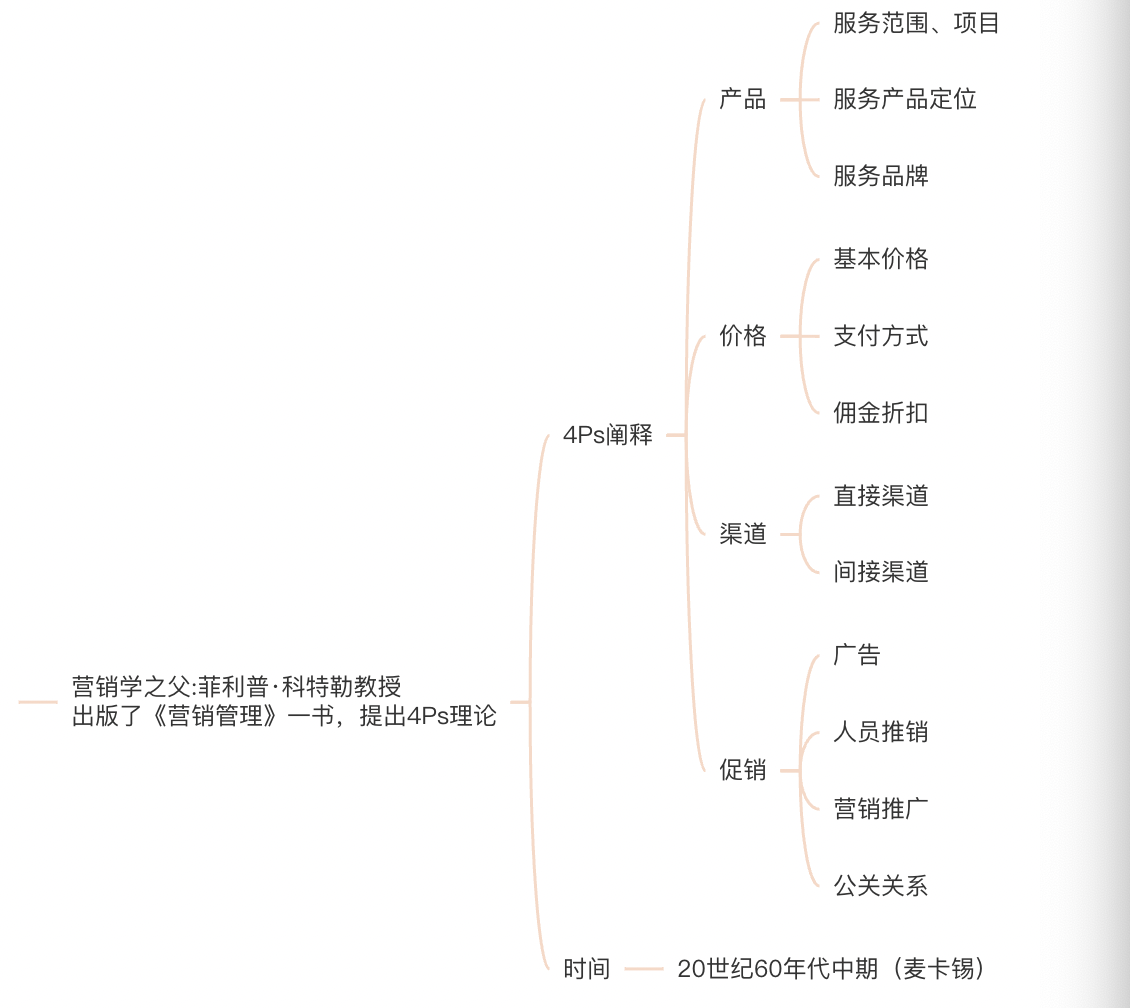 服务范围、项目
产品
服务产品定位
服务品牌
基本价格
价格
支付方式
佣金折扣
4Ps阐释
直接渠道
渠道
间接渠道
广告
人员推销
促销
营销推广
公关关系
营销学之父:菲利普·科特勒教授
出版了《营销管理》一书，提出4Ps理论
时间
20世纪60年代中期（麦卡锡）